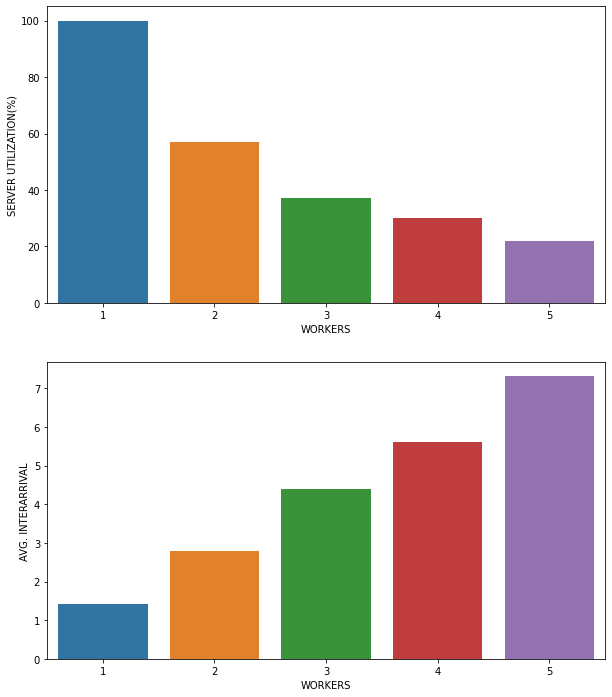 100
80
60
40
20
0
SERVER UTILIZATION(%)
1 2 3 4 5
WORKERS
7
6
5
4
3
2
1
0
AVG. INTERARRIVAL
1 2 3 4 5
WORKERS